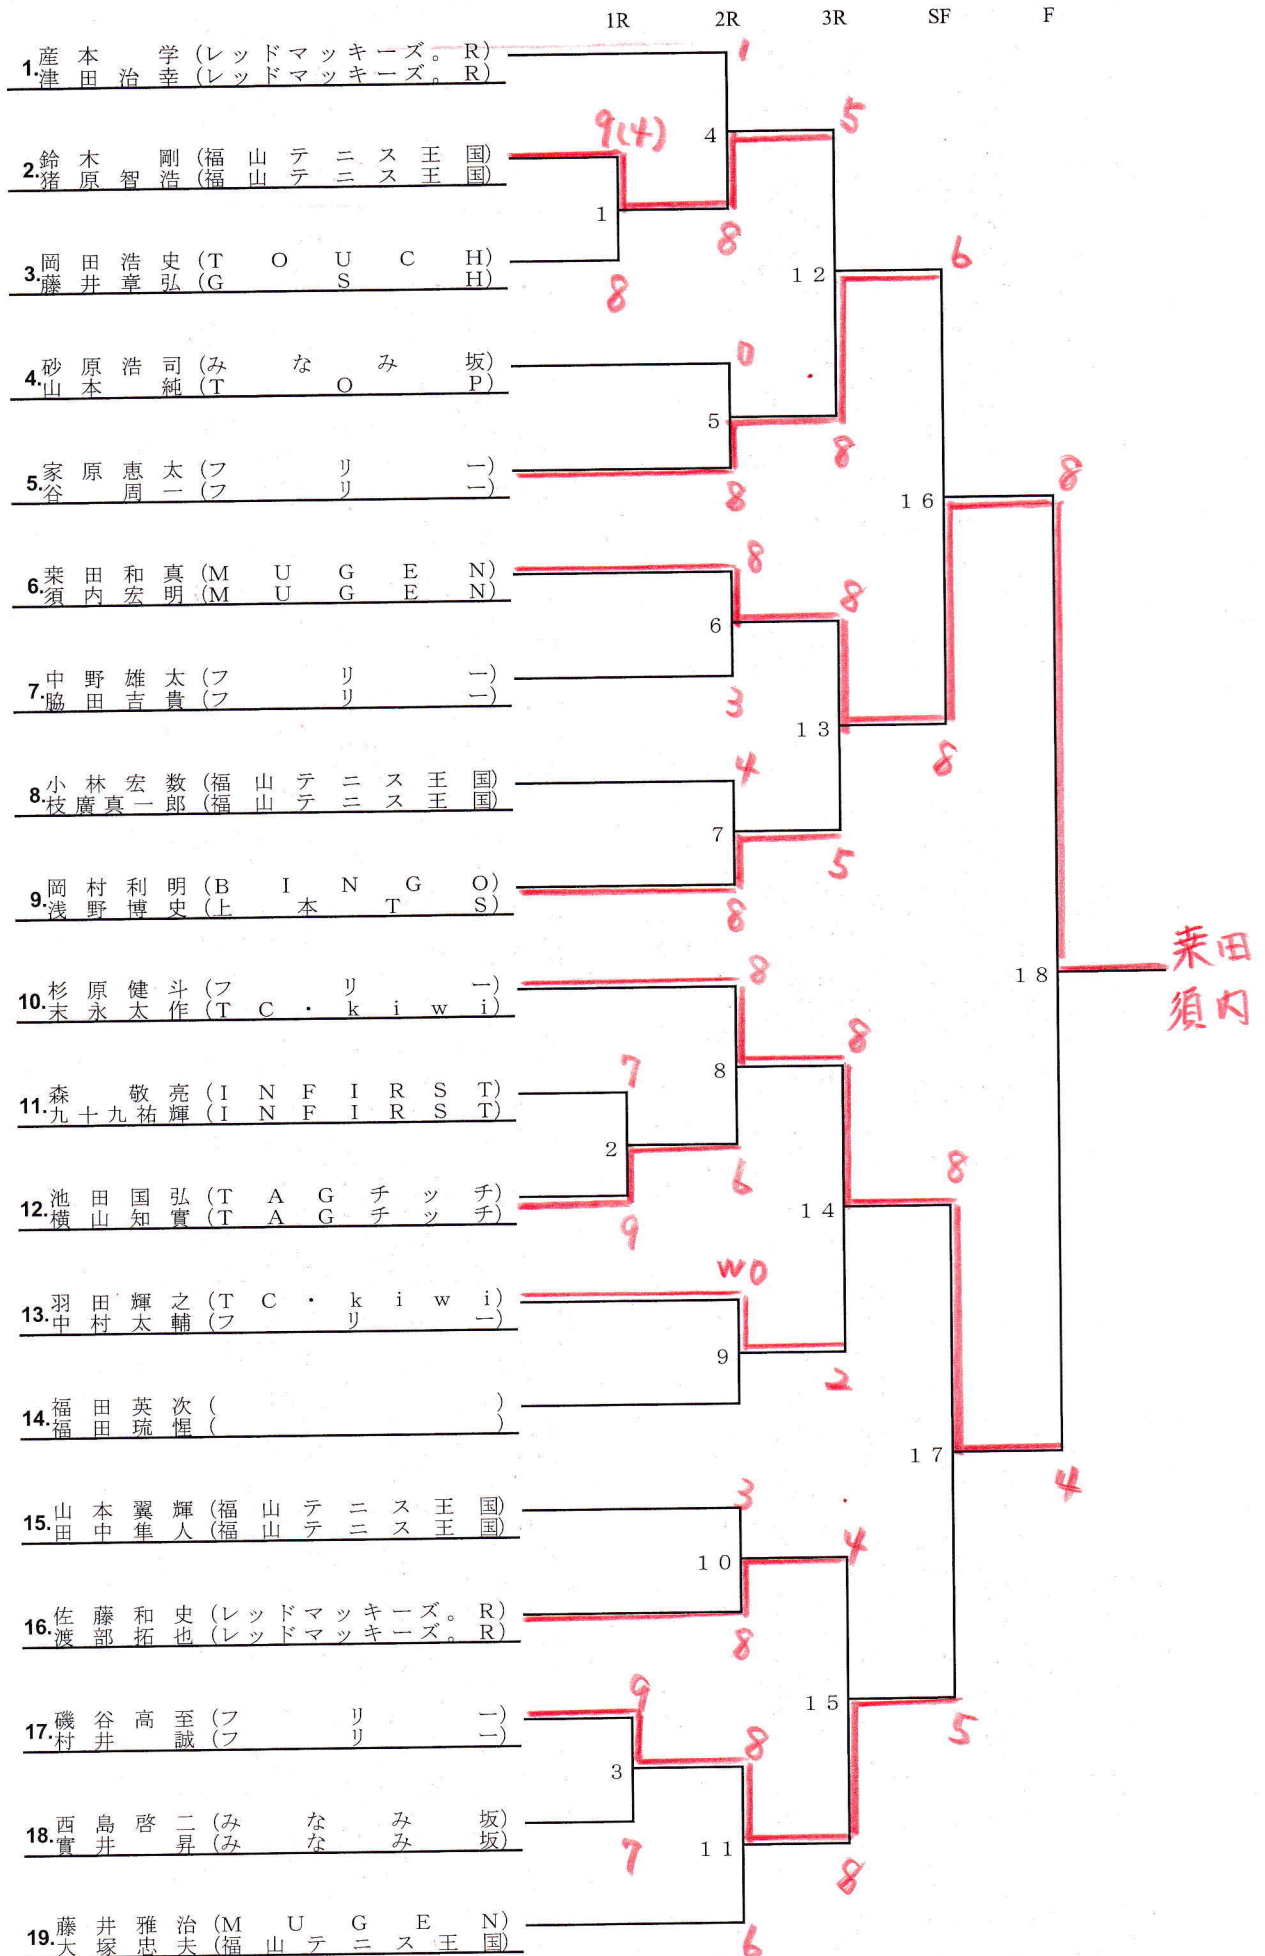 1R 2R 3R SF F
1. 産本 学 (レッドマッキーズ。R)
津田治幸 (レッドマッキーズ。R)
1
4
5
2. 鈴木 剛 (福山テニス王国)
猪原智浩 (福山テニス王国)
9(4)
1
8
3. 岡田浩史 (TOUCH)
藤井章弘 (GSH)
8
12
6
4. 砂原浩司 (みなみ坂)
山本 純 (TOP)
0
5
8
5. 家原恵太 (フリー)
谷 周一 (フリー)
8
16
8
6. 桒田和真 (MUGEN)
須内宏明 (MUGEN)
8
6
8
7. 中野雄太 (フリー)
脇田吉貴 (フリー)
3
13
8
8. 小林宏数 (福山テニス王国)
枝廣真一郎 (福山テニス王国)
4
7
5
9. 岡村利明 (BINGO)
浅野博史 (上本TS)
8
18
桒田
須内
10. 杉原健斗 (フリー)
末永太作 (TC・kiwi)
8
8
8
11. 森 敬亮 (INFIRST)
九十九祐輝 (INFIRST)
7
2
6
12. 池田国弘 (TAGチッチ)
横山知實 (TAGチッチ)
9
14
8
13. 羽田輝之 (TC・kiwi)
中村太輔 (フリー)
WO
9
2
14. 福田英次 ( )
福田琉惺 ( )
17
4
15. 山本翼輝 (福山テニス王国)
田中隼人 (福山テニス王国)
3
10
4
16. 佐藤和史 (レッドマッキーズ。R)
渡部拓也 (レッドマッキーズ。R)
8
15
5
17. 磯谷高至 (フリー)
村井 誠 (フリー)
9
3
8
18. 西島啓二 (みなみ坂)
實井 昇 (みなみ坂)
7
11
8
19. 藤井雅治 (MUGEN)
大塚忠夫 (福山テニス王国)
6